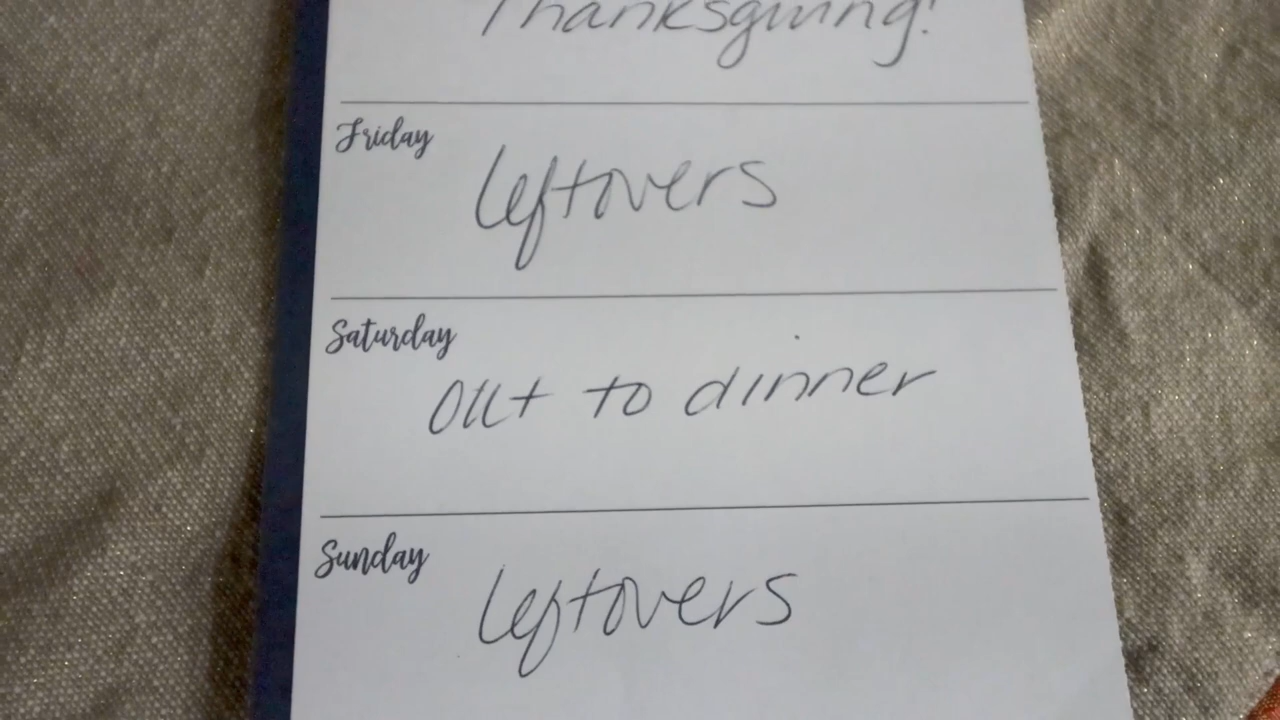 Thanksgiving!
Friday
leftovers
Saturday
out to dinner
Sunday
leftovers